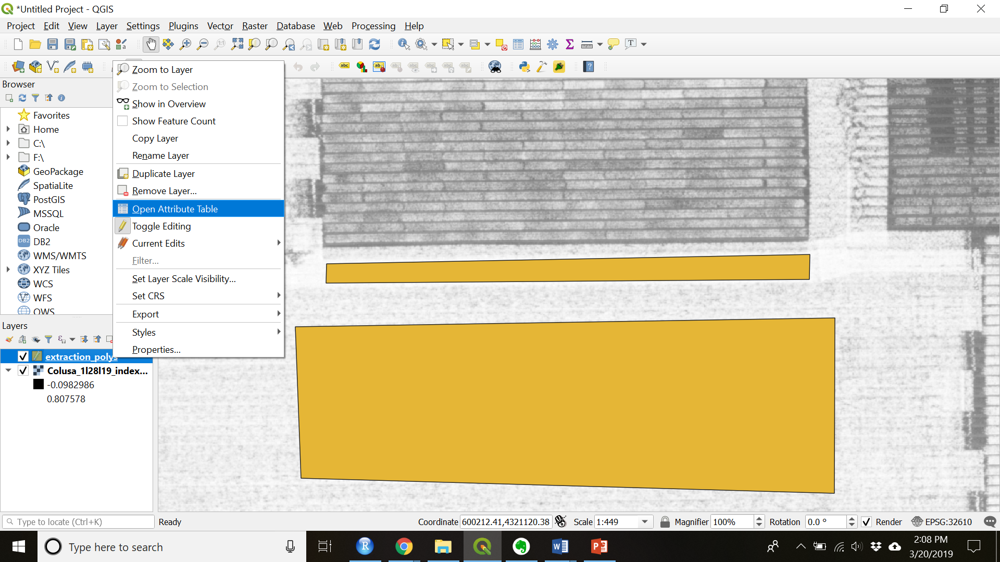 *Untitled Project - QGIS
Project Edit View Layer Settings Plugins Vector Raster Database Web Processing Help
Browser
Favorites
Home
C:\
F:\
GeoPackage
SpatiaLite
PostGIS
MSSQL
Oracle
DB2
DB2
WMS/WMTS
XYZ Tiles
WCS
WFS
OWS
Zoom to Layer
Zoom to Selection
Show in Overview
Show Feature Count
Copy Layer
Rename Layer
Duplicate Layer
Remove Layer...
Open Attribute Table
Toggle Editing
Current Edits
Filter...
Set Layer Scale Visibility...
Set CRS
Export
Styles
Properties...
Layers
extraction_polys
Colusa_1l28l19_index...
-0.0982986
0.807578
Type to locate (Ctrl+K) Ready Coordinate 600212.41,4321120.38 Scale 1:449 Magnifier 100% Rotation 0.0 ° Render EPSG:32610
Type here to search
2:08 PM
3/20/2019